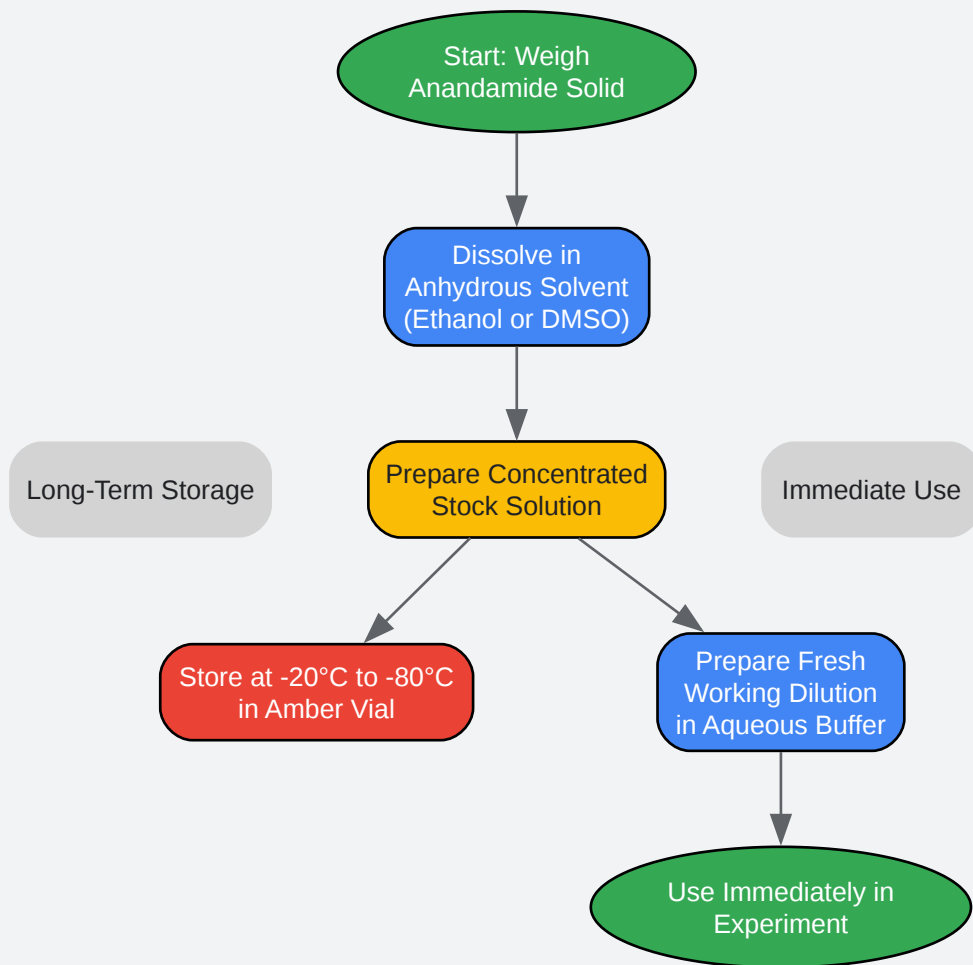 Start: Weigh
Anandamide Solid
Dissolve in
Anhydrous Solvent
(Ethanol or DMSO)
Long-Term Storage
Prepare Concentrated
Stock Solution
Immediate Use
Store at -20°C to -80°C
in Amber Vial
Prepare Fresh
Working Dilution
in Aqueous Buffer
Use Immediately in
Experiment